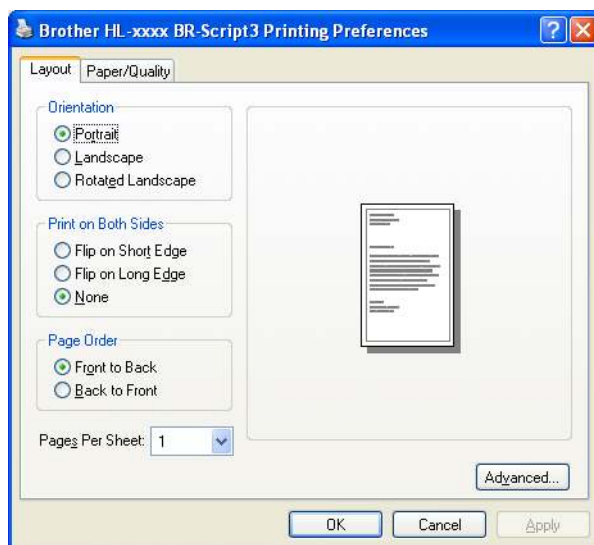 Brother HL-xxxx BR-Script3 Printing Preferences
Layout Paper/Quality
Orientation
Portrait
Landscape
Rotated Landscape
Print on Both Sides
Flip on Short Edge
Flip on Long Edge
None
Page Order
Front to Back
Back to Front
Pages Per Sheet: 1
Advanced...
OK Cancel Apply